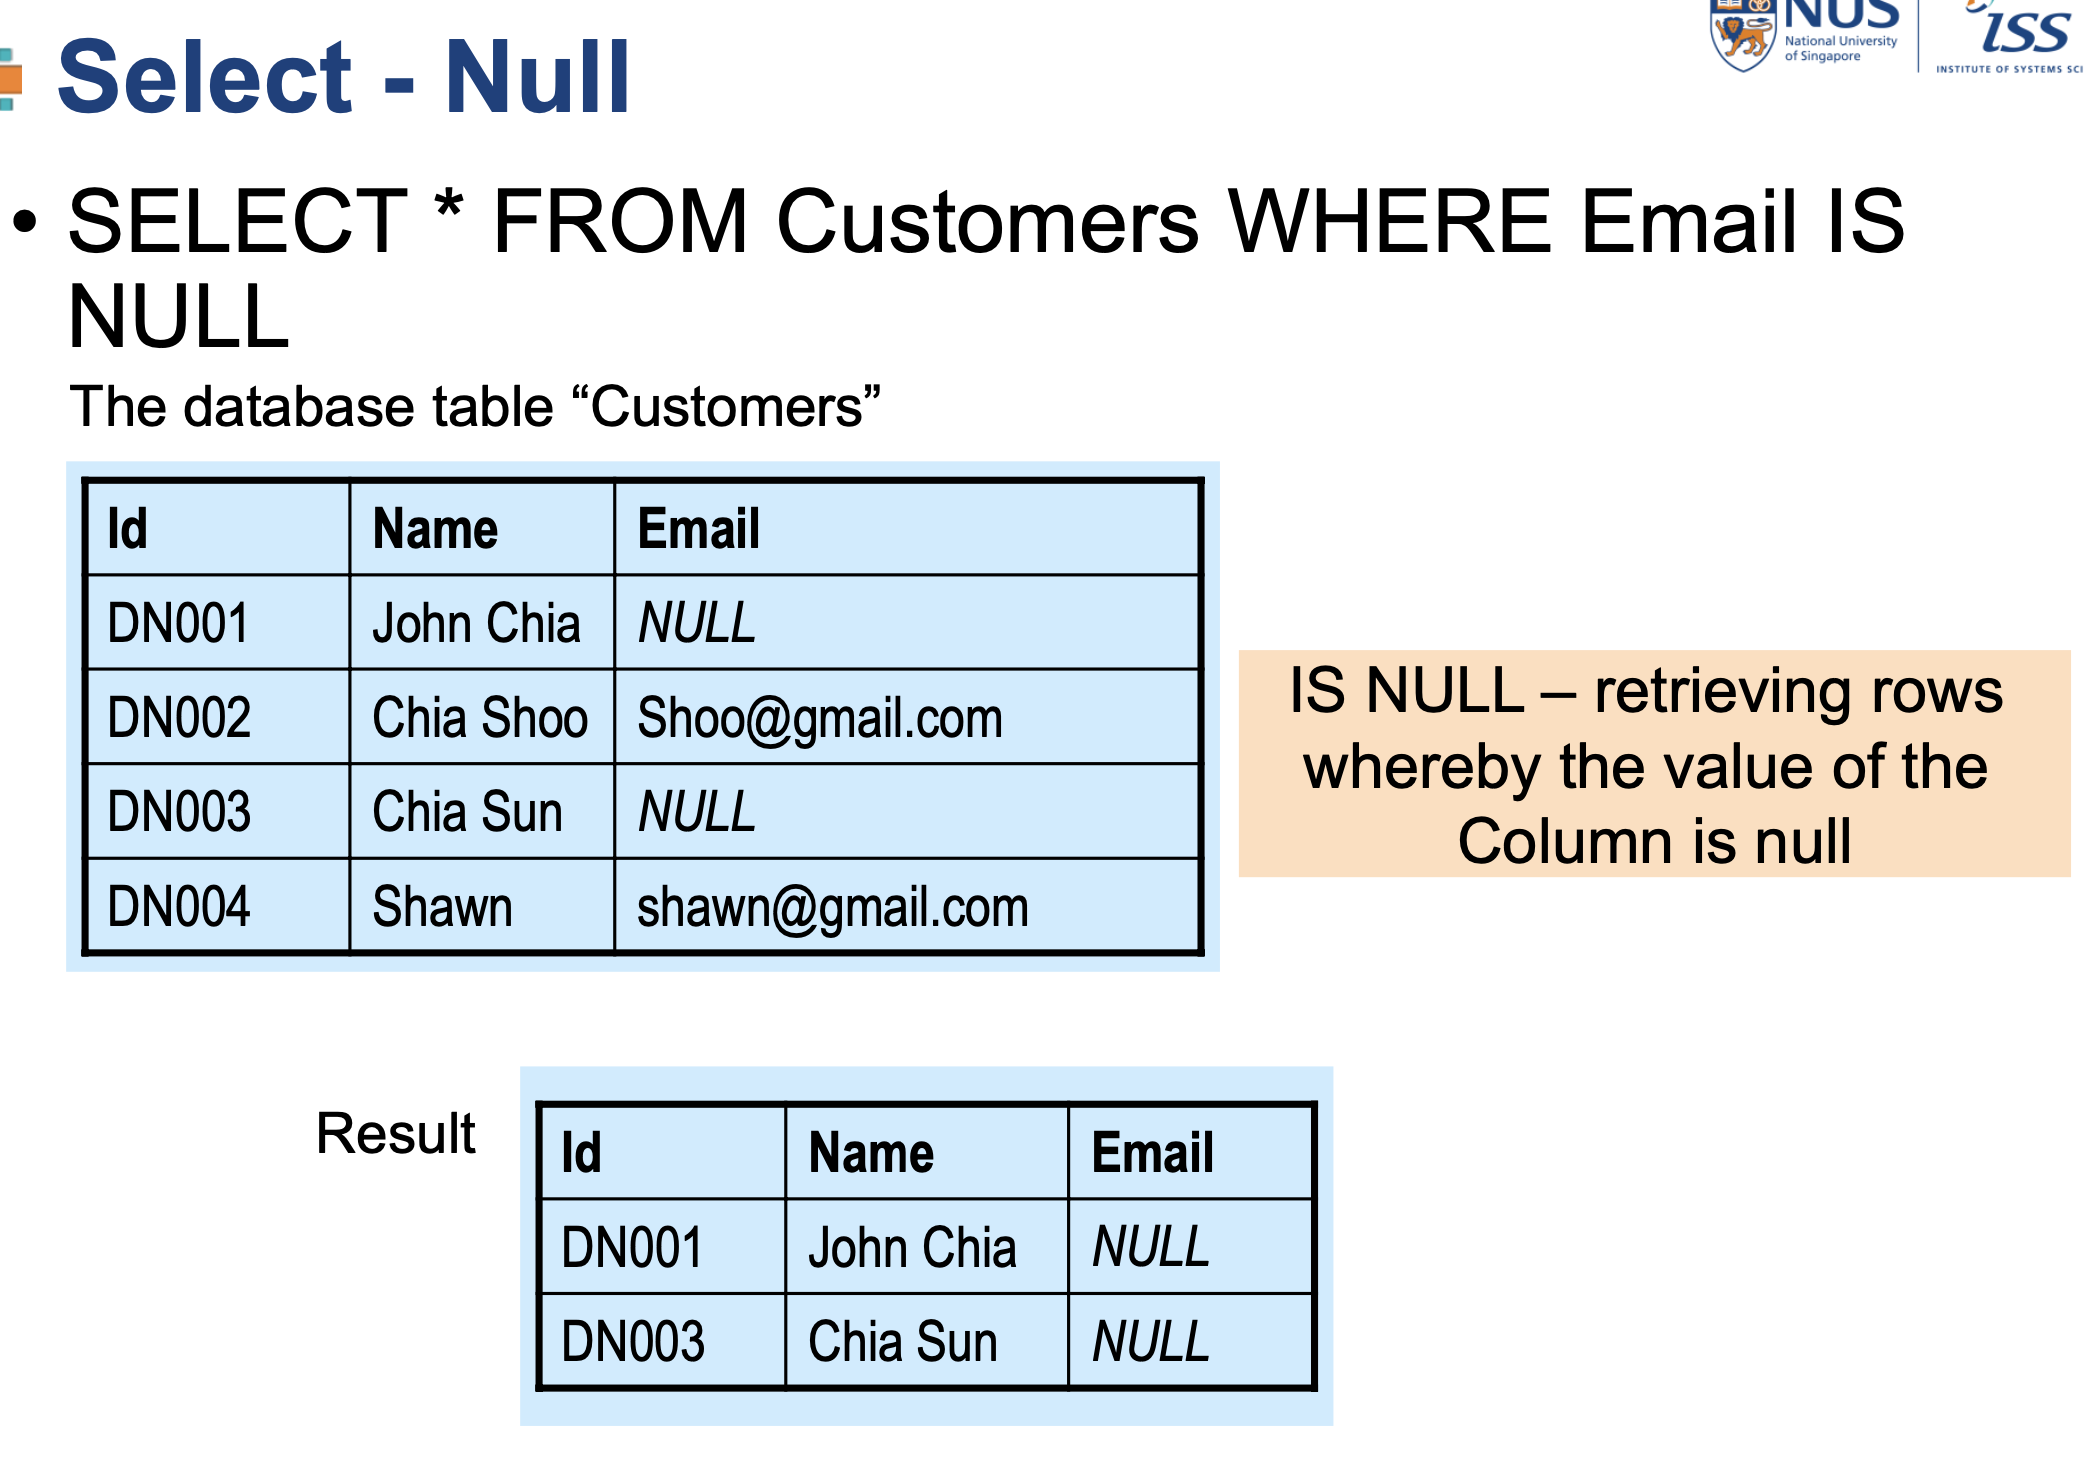 NUS
National University
of Singapore
ISS
INSTITUTE OF SYSTEMS SCI
Select - Null
• SELECT * FROM Customers WHERE Email IS
NULL
The database table “Customers”
Id Name Email
DN001 John Chia NULL
DN002 Chia Shoo Shoo@gmail.com
DN003 Chia Sun NULL
DN004 Shawn shawn@gmail.com
IS NULL – retrieving rows
whereby the value of the
Column is null
Result
Id Name Email
DN001 John Chia NULL
DN003 Chia Sun NULL